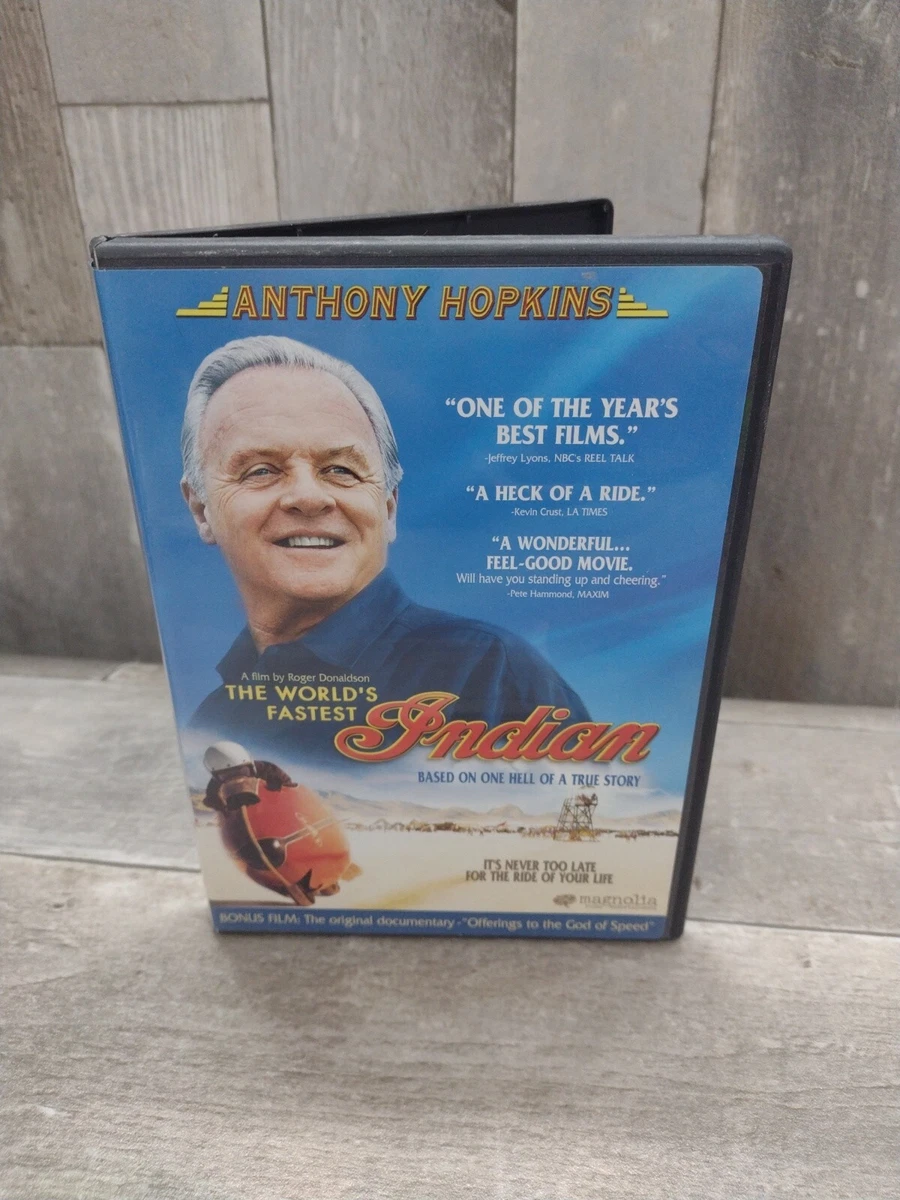 ANTHONY HOPKINS
“ONE OF THE YEAR'S
BEST FILMS.”
-Jeffrey Lyons, NBC's REEL TALK
“A HECK OF A RIDE.”
-Kevin Crust, LA TIMES
“A WONDERFUL...
FEEL-GOOD MOVIE.
Will have you standing up and cheering.”
-Pete Hammond, MAXIM
A film by Roger Donaldson
THE WORLD'S
FASTEST Indian
BASED ON ONE HELL OF A TRUE STORY
IT'S NEVER TOO LATE
FOR THE RIDE OF YOUR LIFE
magnolia
BONUS FILM: The original documentary - "Offerings to the God of Speed"